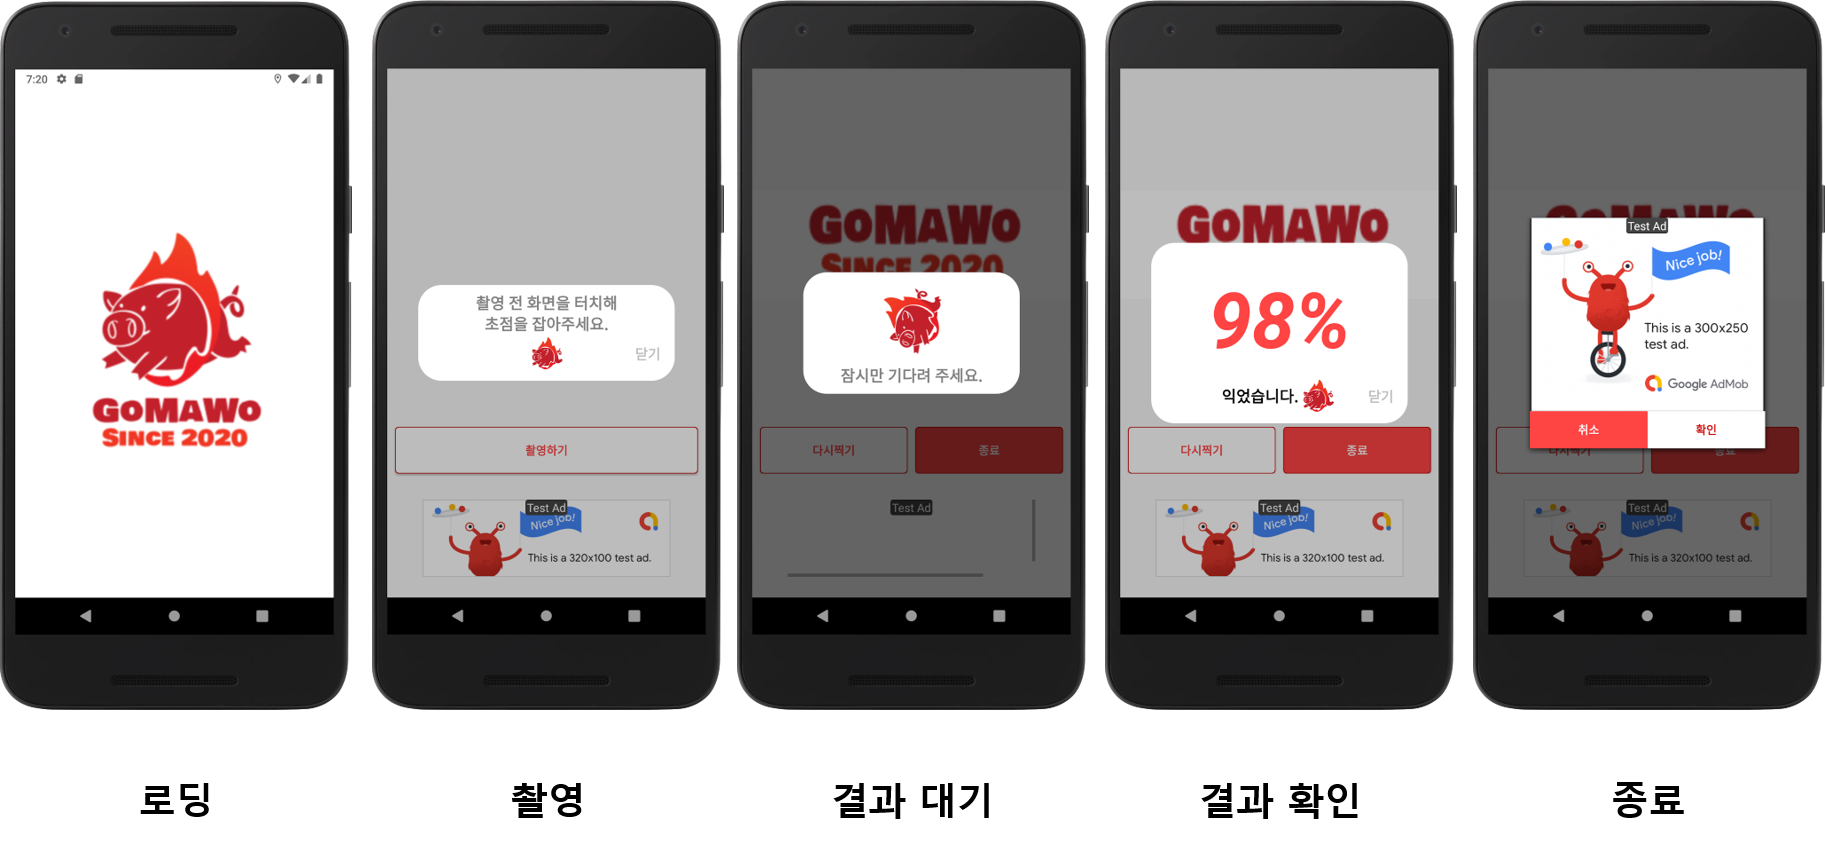 7:20
GoMaWo
Since 2020
로딩
촬영 전 화면을 터치해
초점을 잡아주세요.
닫기
촬영하기
Test Ad
Nice job!
This is a 320x100 test ad.
촬영
GoMaWo
Since 2020
잠시만 기다려 주세요.
다시찍기
종료
Test Ad
결과 대기
GoMaWo
98%
익었습니다.
닫기
다시찍기
종료
Test Ad
Nice job!
This is a 320x100 test ad.
결과 확인
Test Ad
Nice job!
This is a 300x250
test ad.
Google AdMob
취소
확인
다시찍기
종료
Test Ad
Nice job!
This is a 320x100 test ad.
종료